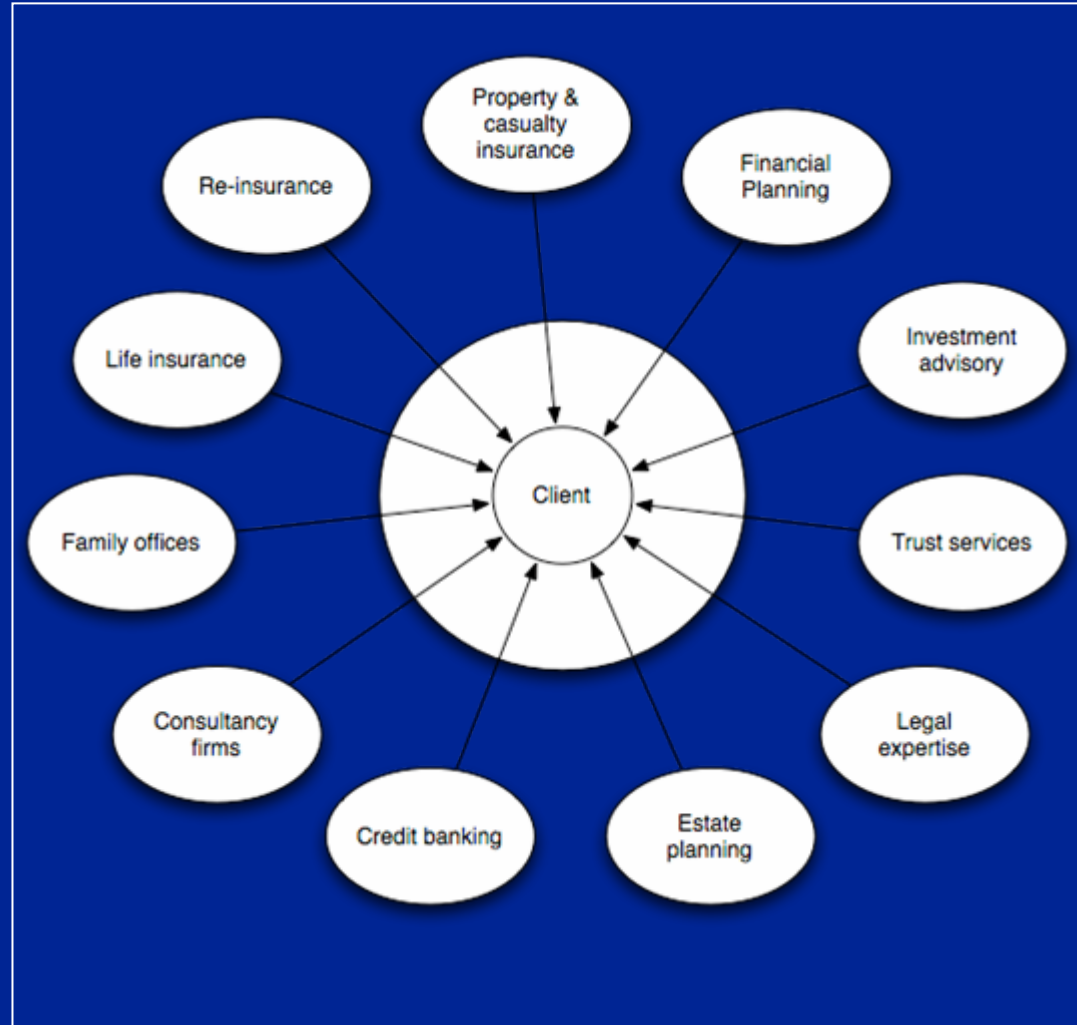 Property &
casualty
insurance
Financial
Planning
Re-insurance
Investment
advisory
Life insurance
Client
Family offices
Trust services
Consultancy
firms
Legal
expertise
Credit banking
Estate
planning